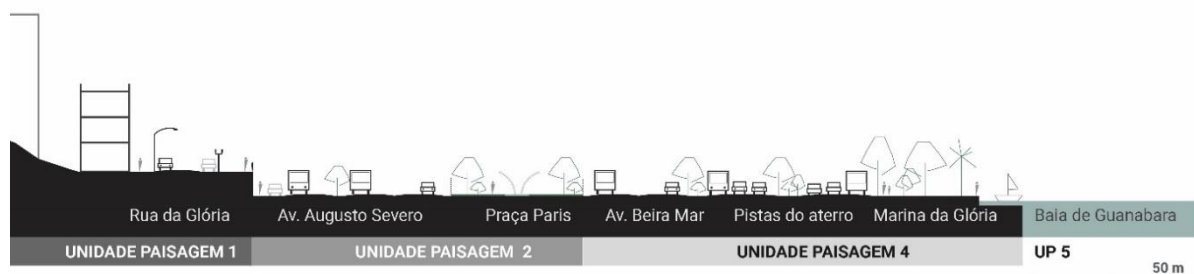 Rua da Glória Av. Augusto Severo Praça Paris Av. Beira Mar Pistas do aterro Marina da Glória Baia de Guanabara
UNIDADE PAISAGEM 1 UNIDADE PAISAGEM 2 UNIDADE PAISAGEM 4 UP 5
50 m